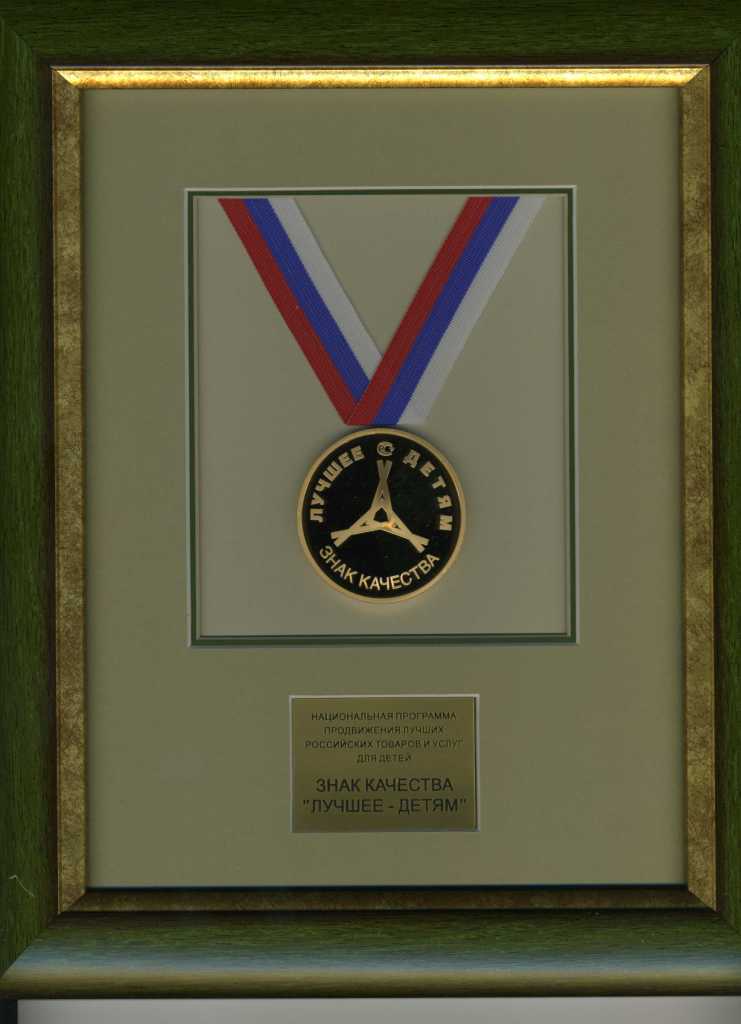 ЛУЧШЕЕ ДЕТЯМ
ЗНАК КАЧЕСТВА
НАЦИОНАЛЬНАЯ ПРОГРАММА
ПРОДВИЖЕНИЯ ЛУЧШИХ
РОССИЙСКИХ ТОВАРОВ И УСЛУГ
ДЛЯ ДЕТЕЙ
ЗНАК КАЧЕСТВА
"ЛУЧШЕЕ - ДЕТЯМ"